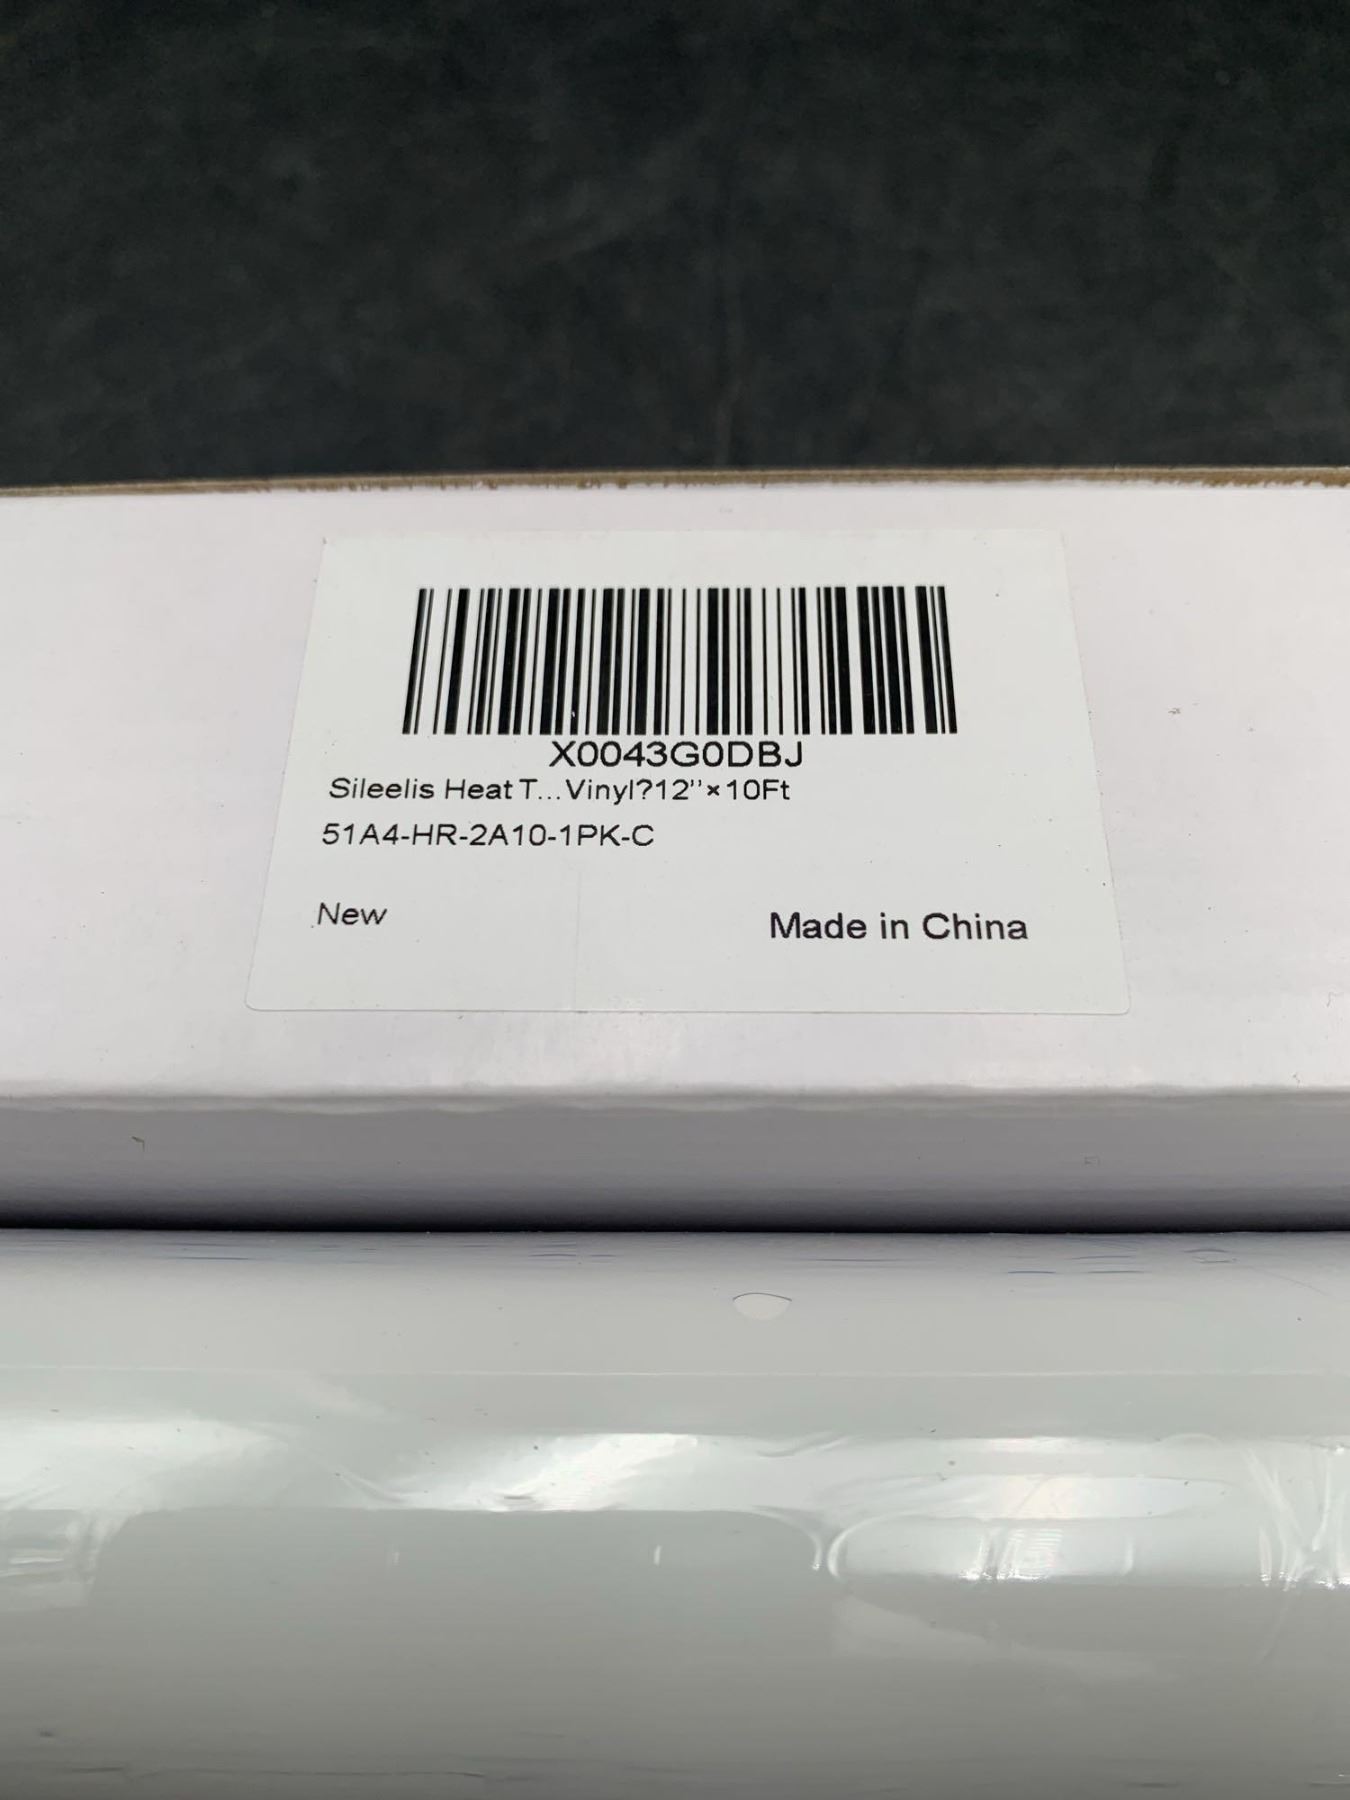 X0043G0DBJ
Sileelis Heat T...Vinyl?12''×10Ft
51A4-HR-2A10-1PK-C
New
Made in China